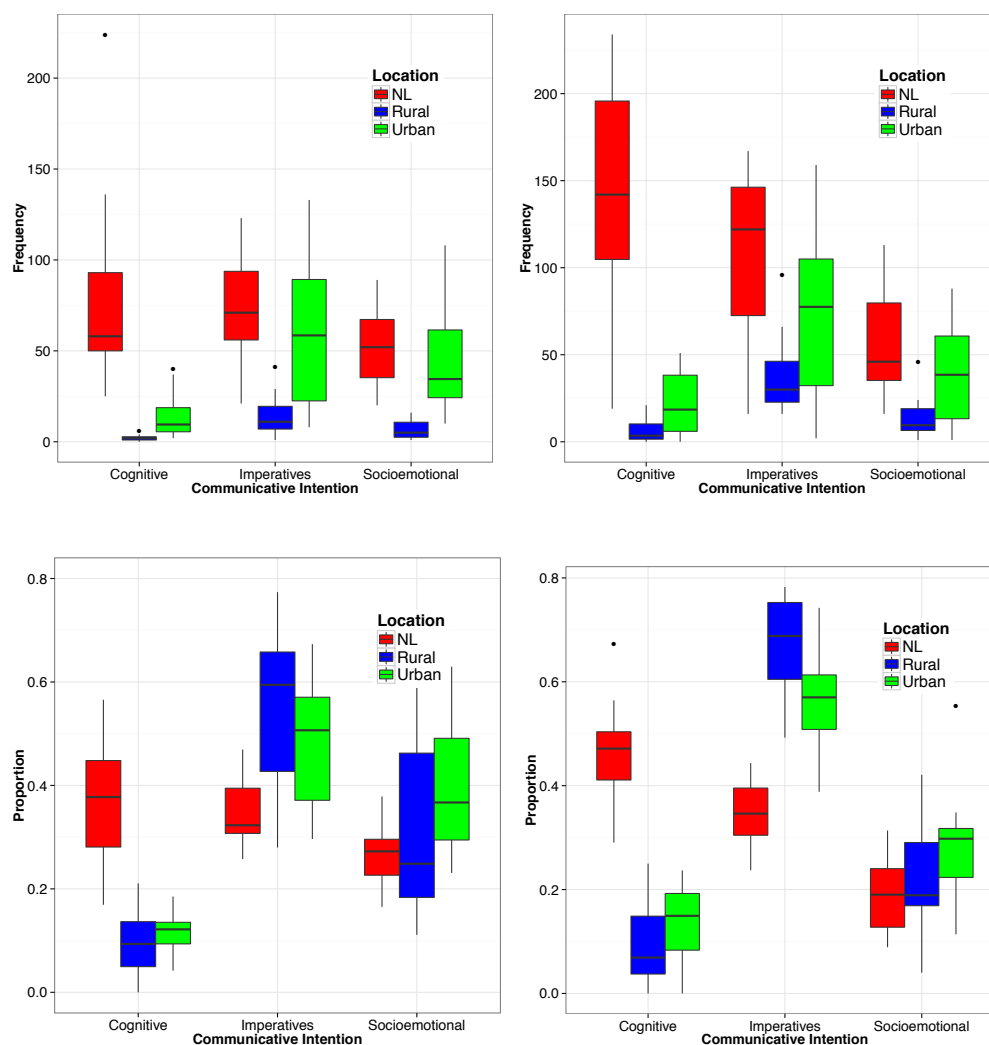 Frequency
200
150
100
50
0
Location
NL
Rural
Urban
Cognitive Imperatives Socioemotional
Communicative Intention
Frequency
200
150
100
50
0
Location
NL
Rural
Urban
Cognitive Imperatives Socioemotional
Communicative Intention
Proportion
0.8
0.6
0.4
0.2
0.0
Location
NL
Rural
Urban
Cognitive Imperatives Socioemotional
Communicative Intention
Proportion
0.8
0.6
0.4
0.2
0.0
Location
NL
Rural
Urban
Cognitive Imperatives Socioemotional
Communicative Intention